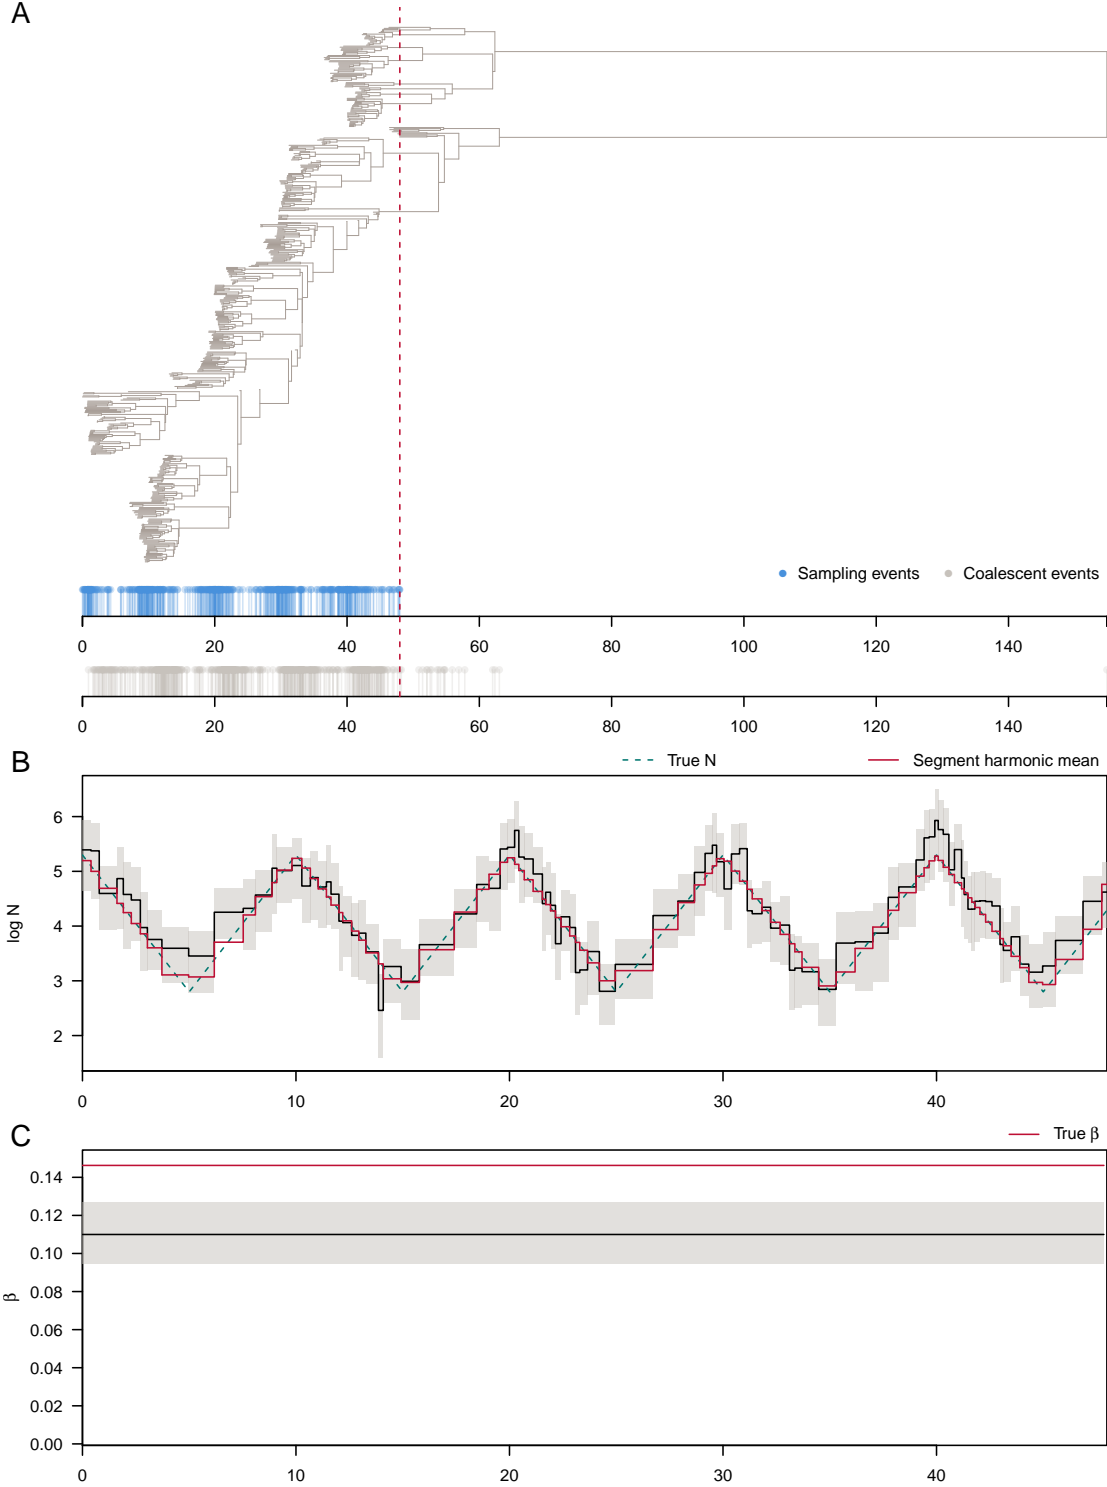 A
Sampling events Coalescent events
0 20 40 60 80 100 120 140
0 20 40 60 80 100 120 140
B
True N Segment harmonic mean
6
5
4
3
2
log N
0 10 20 30 40
C
True β
0.14
0.12
0.10
0.08
0.06
0.04
0.02
0.00
β
0 10 20 30 40